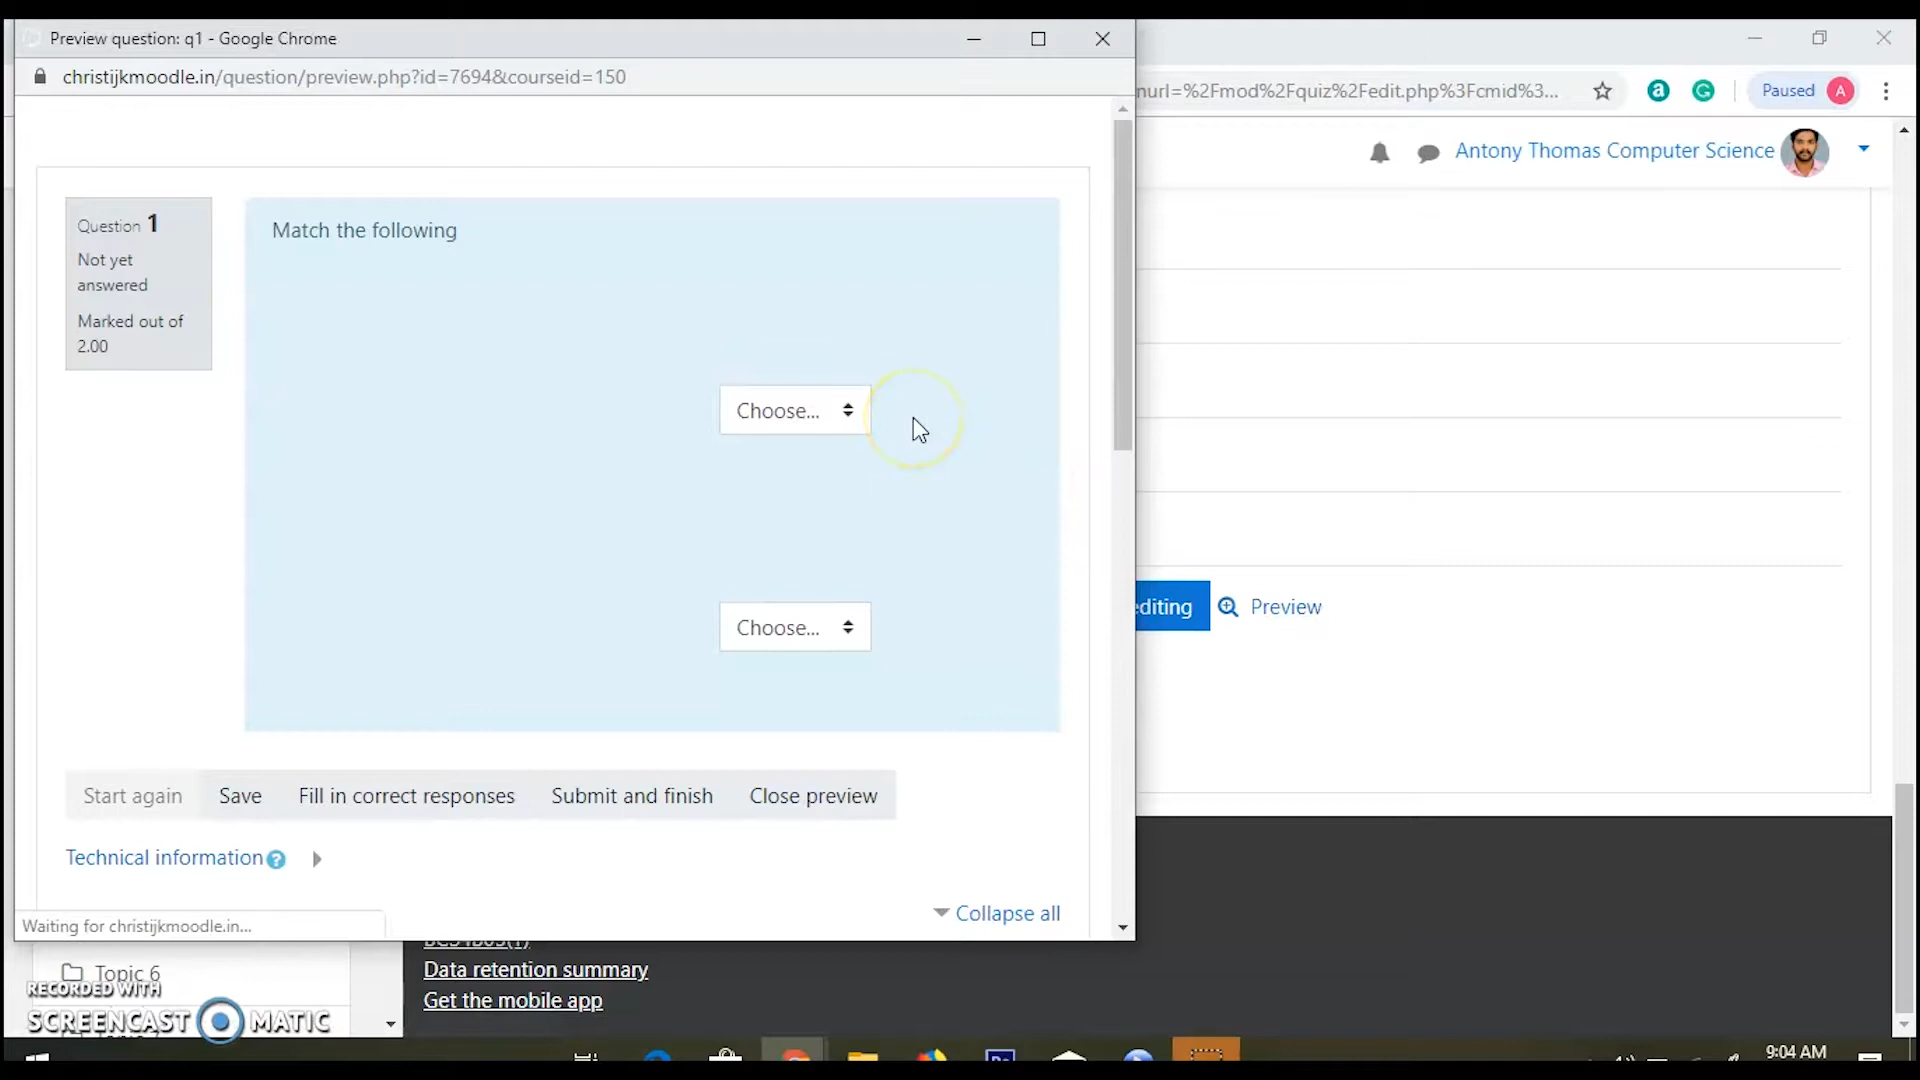 Preview question: q1 - Google Chrome
christijkmoodle.in/question/preview.php?id=7694&courseid=150
nurl=%2Fmod%2Fquiz%2Fedit.php%3Fcmid%3...
Paused
A
Antony Thomas Computer Science
Question 1
Not yet
answered
Marked out of
2.00
Match the following
Choose...
Choose...
editing
Preview
Start again
Save
Fill in correct responses
Submit and finish
Close preview
Technical information
Collapse all
Waiting for christijkmoodle.in...
Topic 6
Data retention summary
Get the mobile app
RECORDED WITH
SCREENCAST MATIC
9:04 AM